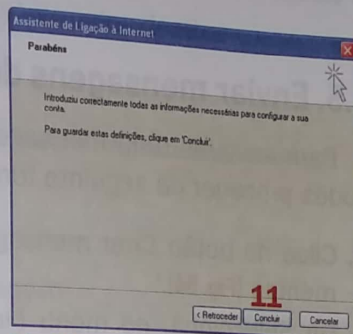 Assistente de Ligação à Internet
Parabéns
Introduziu correctamente todas as informações necessárias para configurar a sua
conta.
Para guardar estas definições, clique em 'Concluir'.
11
< Retroceder
Concluir
Cancelar